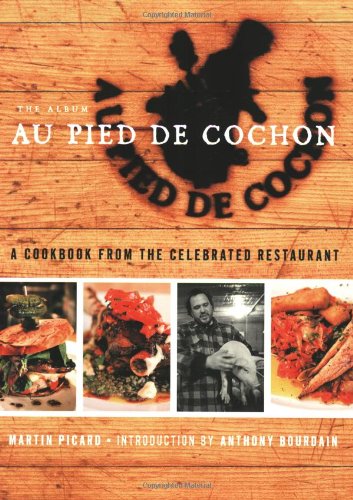 THE ALBUM
AU PIED DE COCHON
AU PIED DE COCHON
A COOKBOOK FROM THE CELEBRATED RESTAURANT
MARTIN PICARD • INTRODUCTION BY ANTHONY BOURDAIN